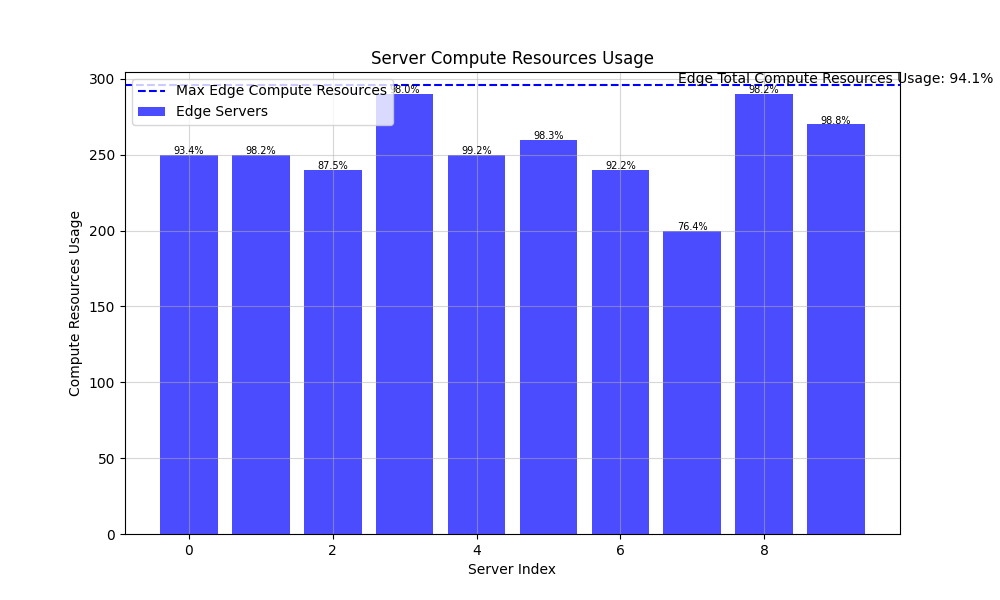 Server Compute Resources Usage
Edge Total Compute Resources Usage: 94.1%
Max Edge Compute Resources
Edge Servers
93.4%
98.2%
87.5%
8.0%
99.2%
98.3%
92.2%
76.4%
98.2%
98.8%
300
250
200
150
100
50
0
Compute Resources Usage
0 2 4 6 8
Server Index